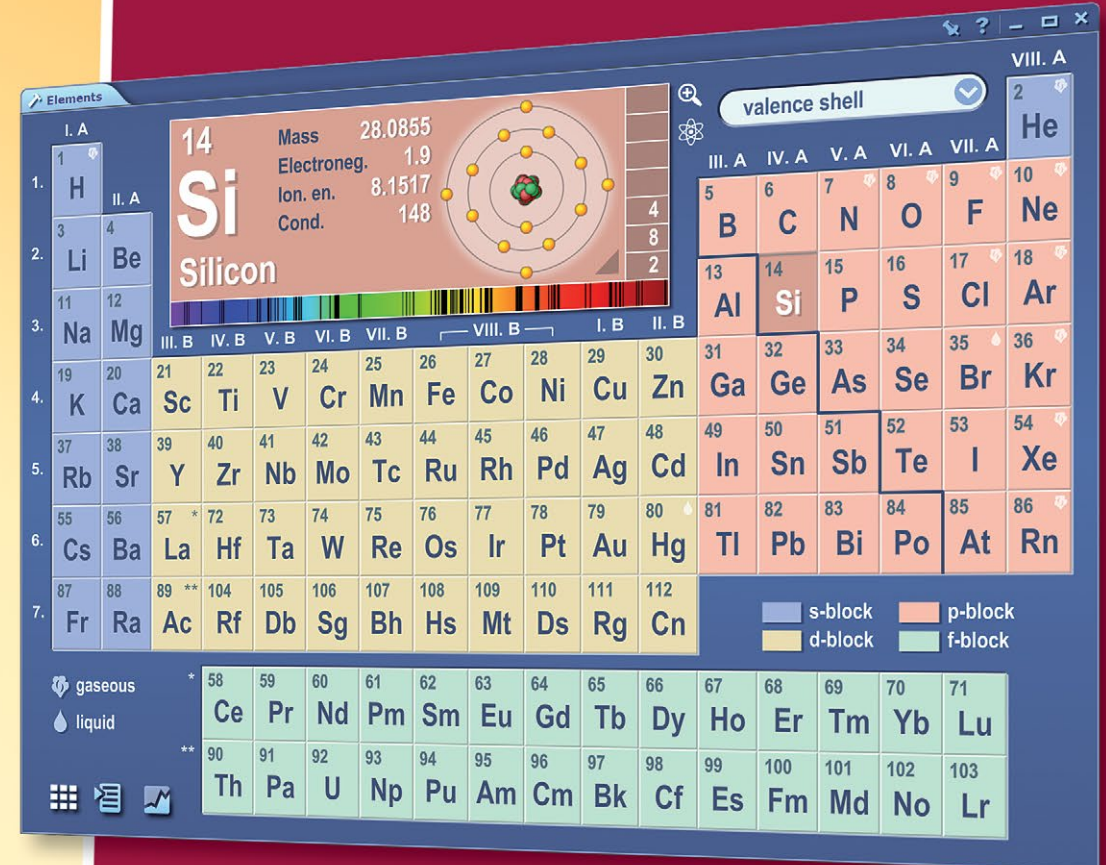 Elements
VIII. A
I. A
14
Si
Silicon
Mass 28.0855
Electroneg. 1.9
Ion. en. 8.1517
Cond. 148
4
8
2
valence shell
2 He
1 H
II. A
III. A IV. A V. A VI. A VII. A
1.
3 Li 4 Be 5 B 6 C 7 N 8 O 9 F 10 Ne
2.
11 Na 12 Mg 13 Al 14 Si 15 P 16 S 17 Cl 18 Ar
3.
III. B IV. B V. B VI. B VII. B VIII. B I. B II. B
19 K 20 Ca 21 Sc 22 Ti 23 V 24 Cr 25 Mn 26 Fe 27 Co 28 Ni 29 Cu 30 Zn 31 Ga 32 Ge 33 As 34 Se 35 Br 36 Kr
4.
37 Rb 38 Sr 39 Y 40 Zr 41 Nb 42 Mo 43 Tc 44 Ru 45 Rh 46 Pd 47 Ag 48 Cd 49 In 50 Sn 51 Sb 52 Te 53 I 54 Xe
5.
55 Cs 56 Ba 57 * La 72 Hf 73 Ta 74 W 75 Re 76 Os 77 Ir 78 Pt 79 Au 80 Hg 81 Tl 82 Pb 83 Bi 84 Po 85 At 86 Rn
6.
87 Fr 88 Ra 89 ** Ac 104 Rf 105 Db 106 Sg 107 Bh 108 Hs 109 Mt 110 Ds 111 Rg 112 Cn
7.
s-block p-block
d-block f-block
gaseous
liquid
* 58 Ce 59 Pr 60 Nd 61 Pm 62 Sm 63 Eu 64 Gd 65 Tb 66 Dy 67 Ho 68 Er 69 Tm 70 Yb 71 Lu
** 90 Th 91 Pa 92 U 93 Np 94 Pu 95 Am 96 Cm 97 Bk 98 Cf 99 Es 100 Fm 101 Md 102 No 103 Lr